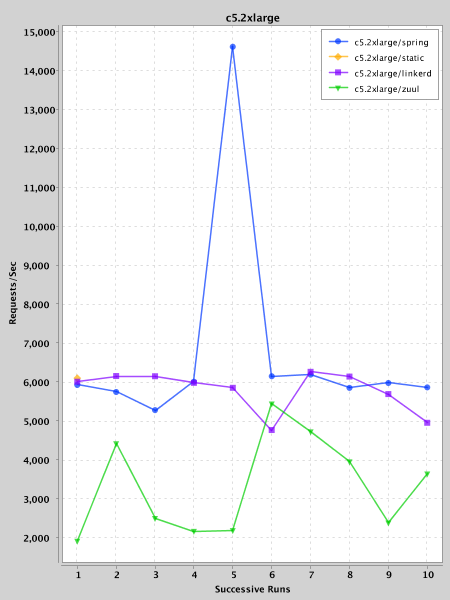 c5.2xlarge
15,000
14,000
13,000
12,000
11,000
10,000
9,000
8,000
7,000
6,000
5,000
4,000
3,000
2,000
Requests/Sec
c5.2xlarge/spring
c5.2xlarge/static
c5.2xlarge/linkerd
c5.2xlarge/zuul
1 2 3 4 5 6 7 8 9 10
Successive Runs